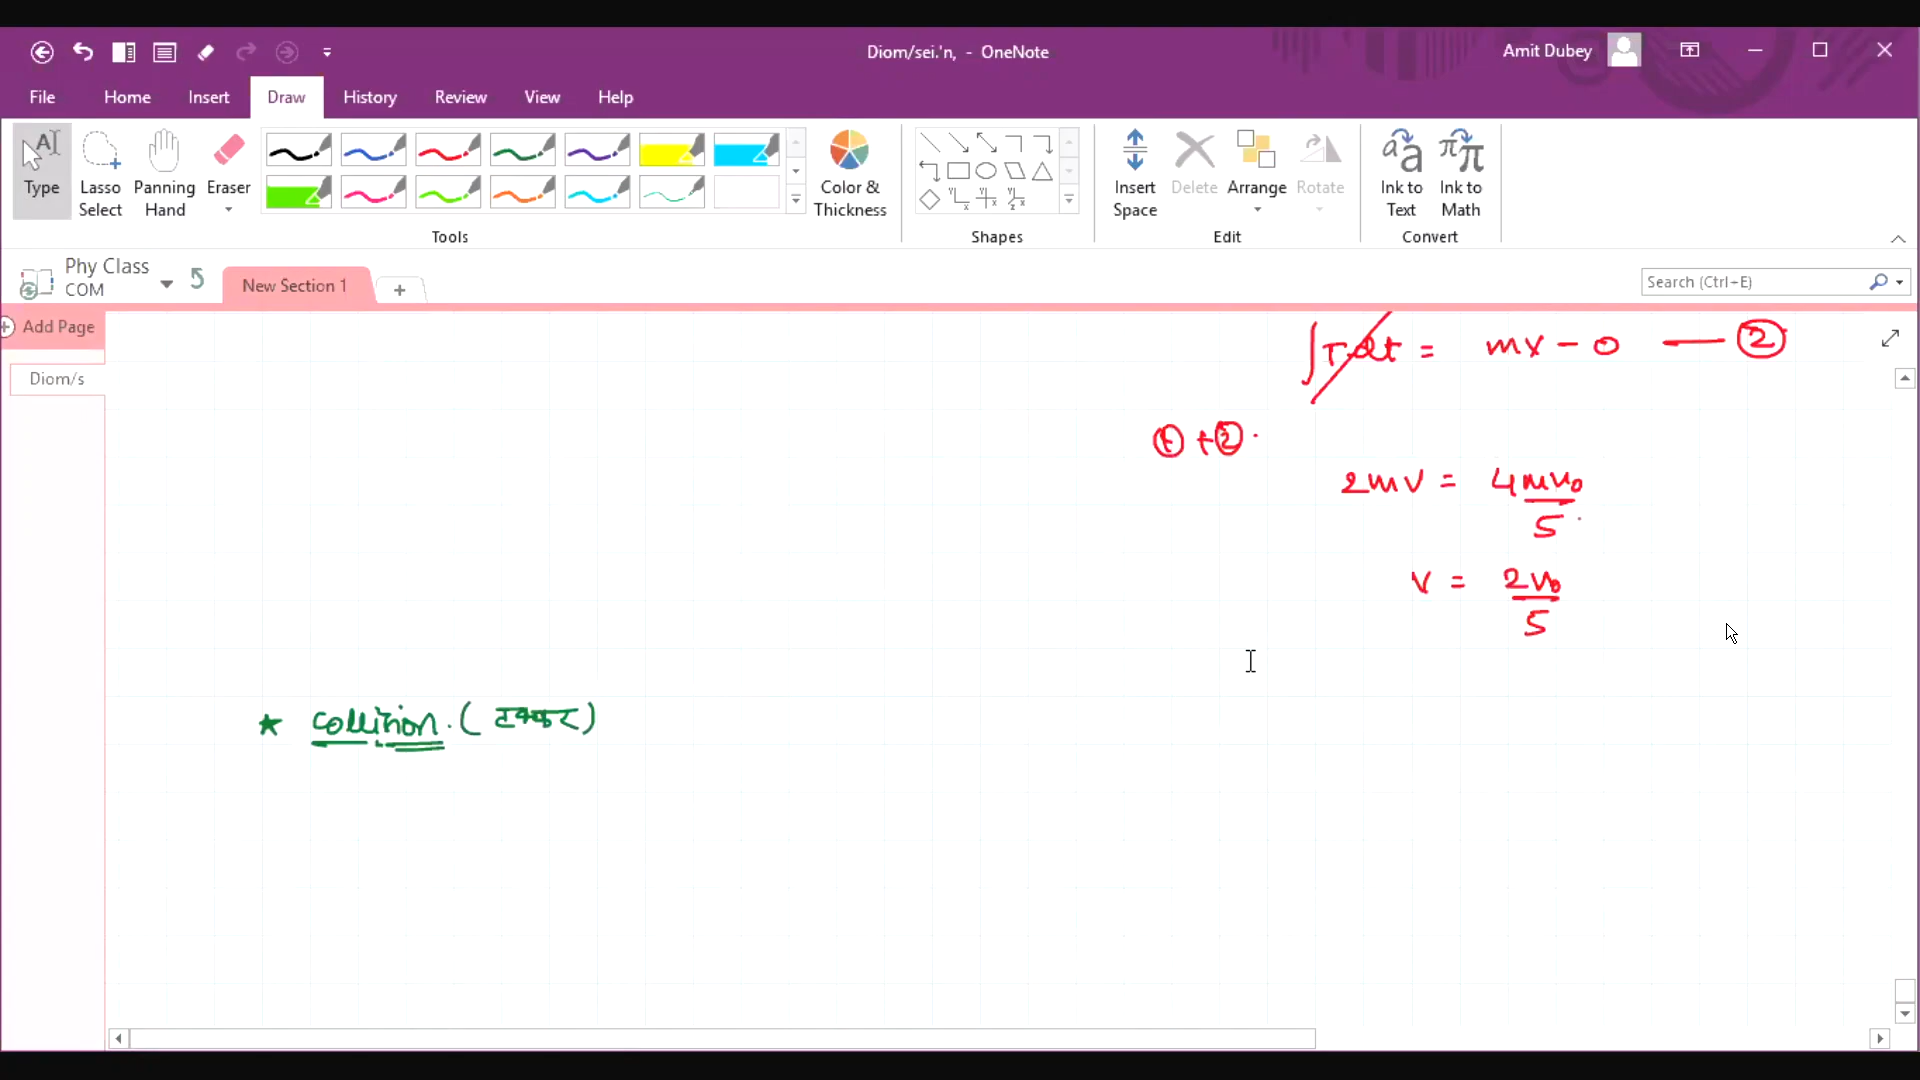 Diom/sei.'n, - OneNote
Amit Dubey
File Home Insert Draw History Review View Help
Type
Lasso Select
Panning Hand
Eraser
Color & Thickness
Insert Space
Delete
Arrange
Rotate
Ink to Text
Ink to Math
Tools Shapes Edit Convert
Phy Class
COM
New Section 1
Search (Ctrl+E)
Add Page
Diom/s
∫T.dt = mv - 0 — ②
① + ②.
2mv = 4mv₀/5
v = 2v₀/5
★ Collision. (टक्कर)